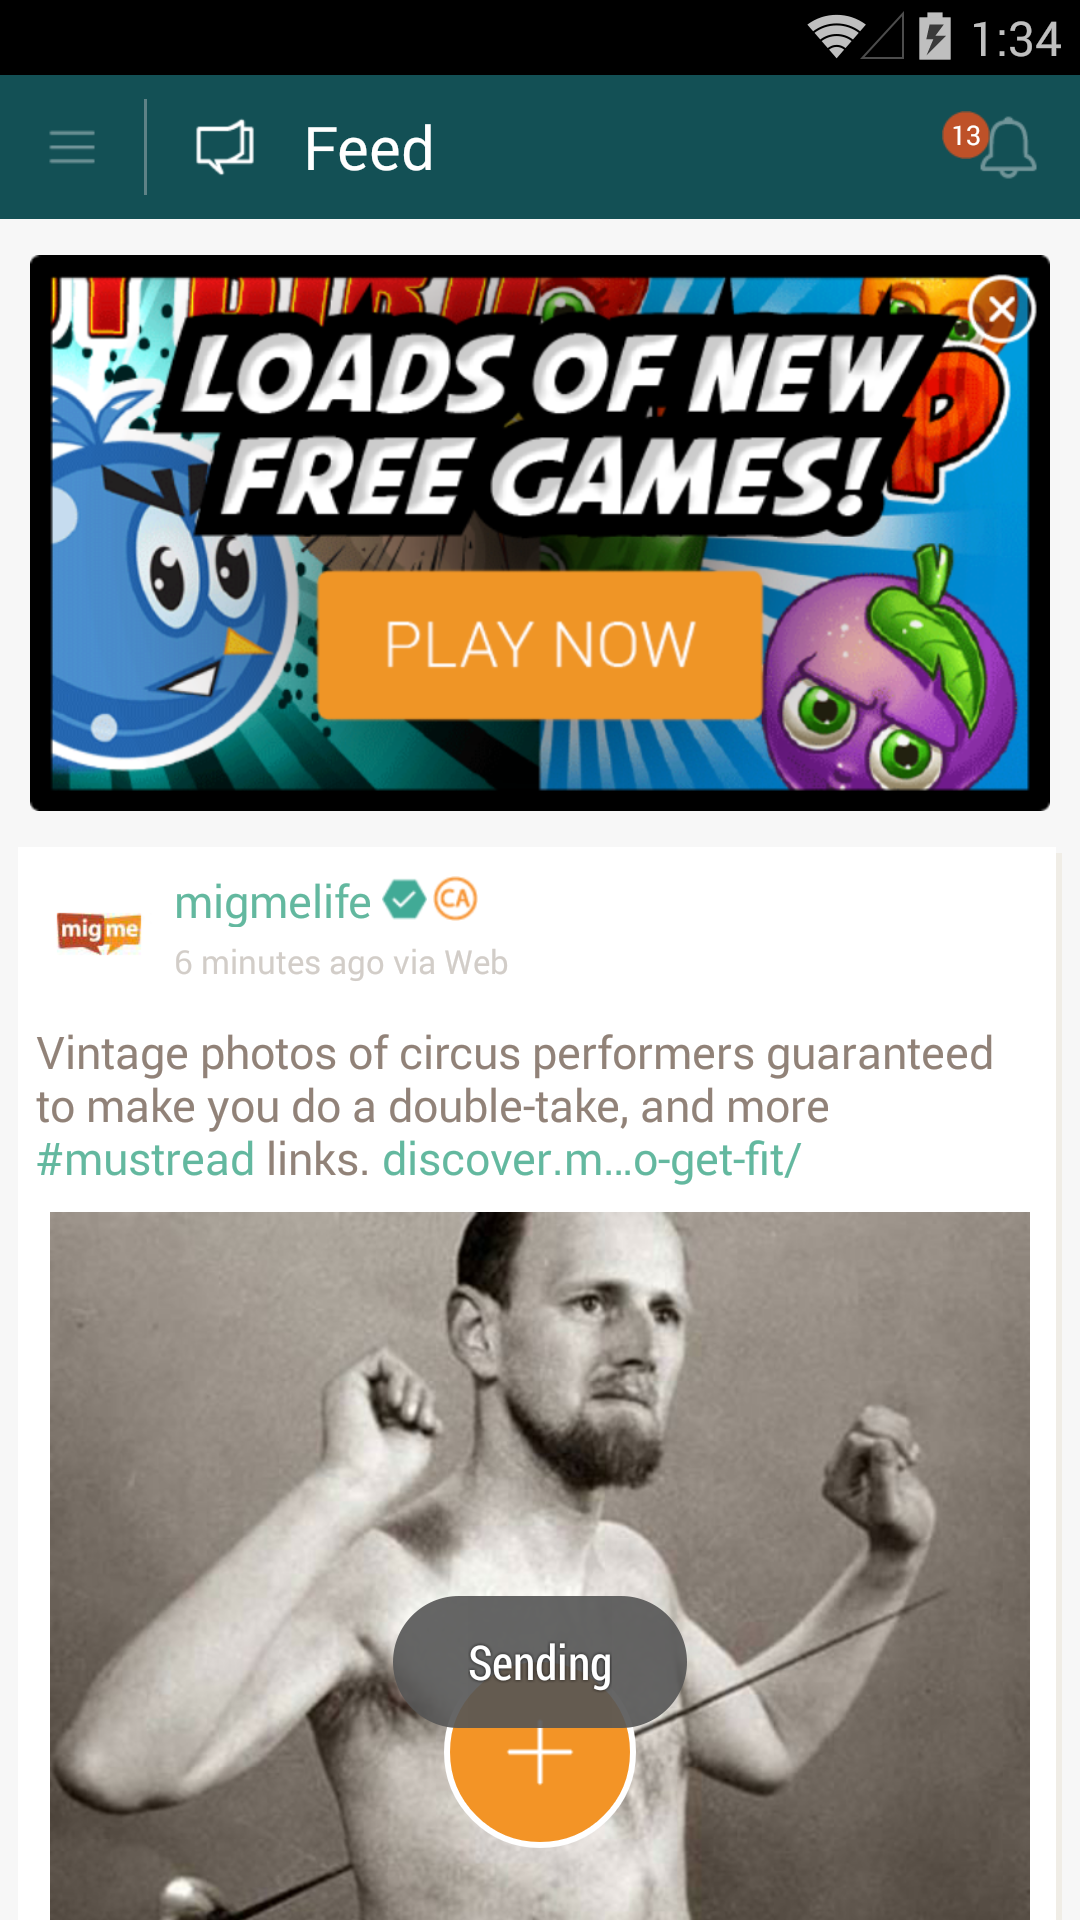 1:34
Feed
13
LOADS OF NEW
FREE GAMES!
PLAY NOW
migmelife
CA
mig me
6 minutes ago via Web
Vintage photos of circus performers guaranteed
to make you do a double-take, and more
#mustread links. discover.m...o-get-fit/
Sending